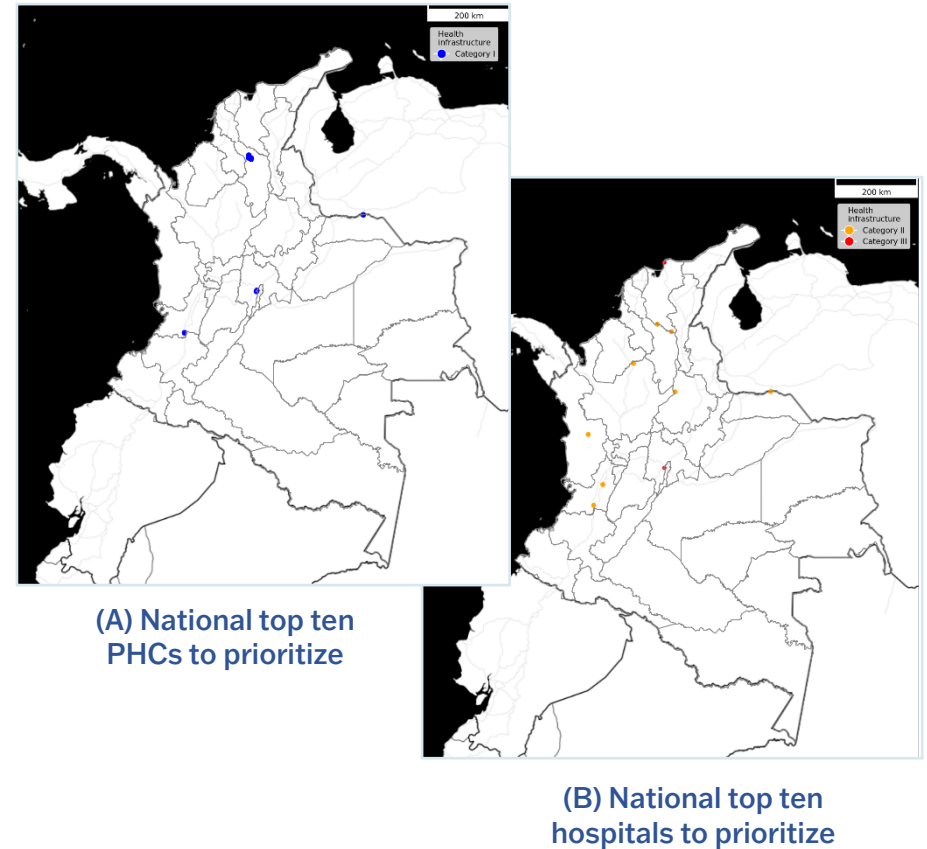 200 km
Health
infrastructure
Category I
(A) National top ten
PHCs to prioritize
200 km
Health
infrastructure
Category II
Category III
(B) National top ten
hospitals to prioritize